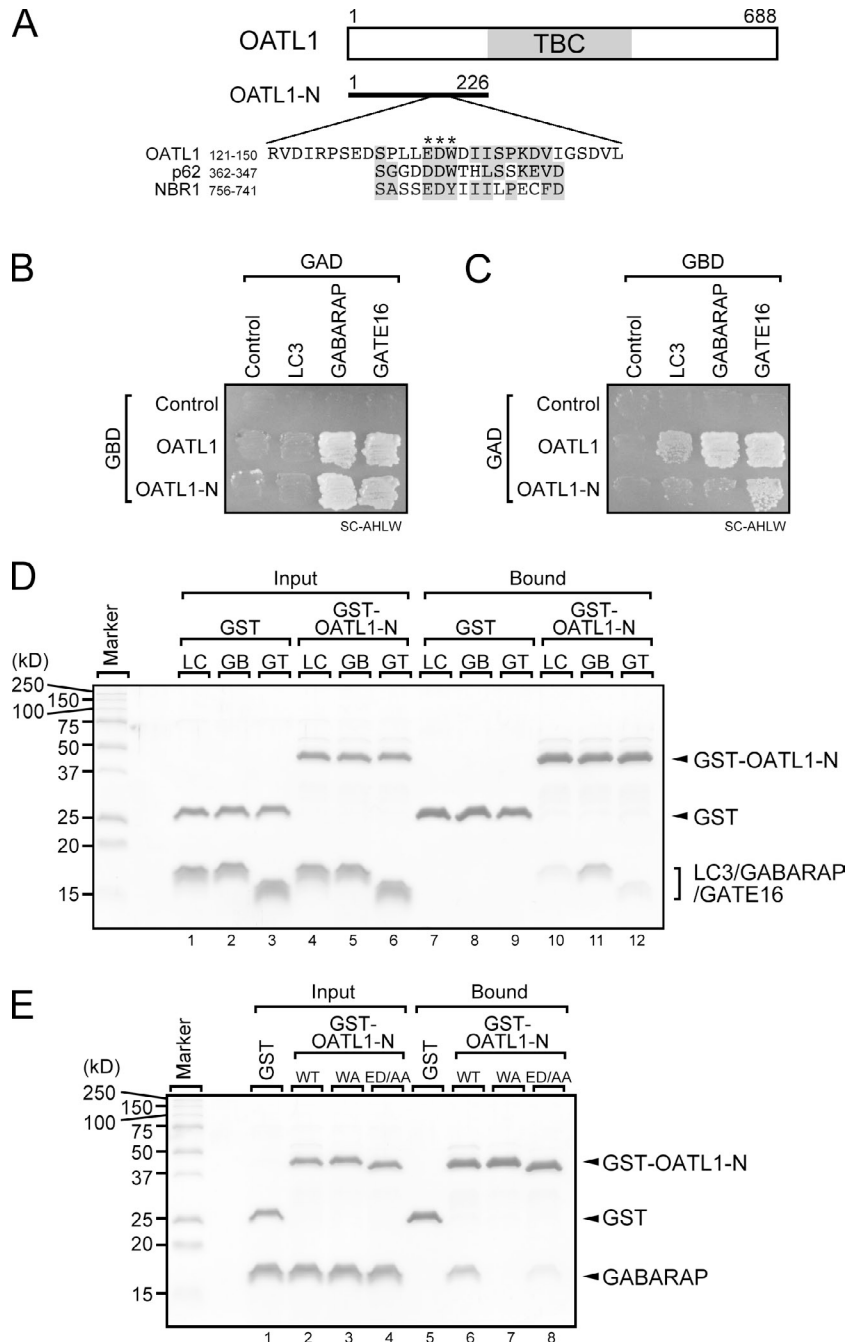 A
OATL1
1 688
TBC
OATL1-N
1 226
***
OATL1 121-150 RVDIRPSEDSPLLEDWDIISPKDVIGSDVL
p62 362-347 SGGDDDWTHLSSKEVD
NBR1 756-741 SASSEDYIIILPECFD
B
GAD
Control LC3 GABARAP GATE16
GBD
Control
OATL1
OATL1-N
SC-AHLW
C
GBD
Control LC3 GABARAP GATE16
GAD
Control
OATL1
OATL1-N
SC-AHLW
D
Input Bound
GST GST-OATL1-N GST GST-OATL1-N
(kD) Marker LC GB GT LC GB GT LC GB GT LC GB GT
250
150
100
75
50
37
25
20
15
GST-OATL1-N
GST
LC3/GABARAP
/GATE16
1 2 3 4 5 6 7 8 9 10 11 12
E
Input Bound
GST-OATL1-N GST-OATL1-N
(kD) Marker GST WT WA ED/AA GST WT WA ED/AA
250
150
100
75
50
37
25
20
15
GST-OATL1-N
GST
GABARAP
1 2 3 4 5 6 7 8